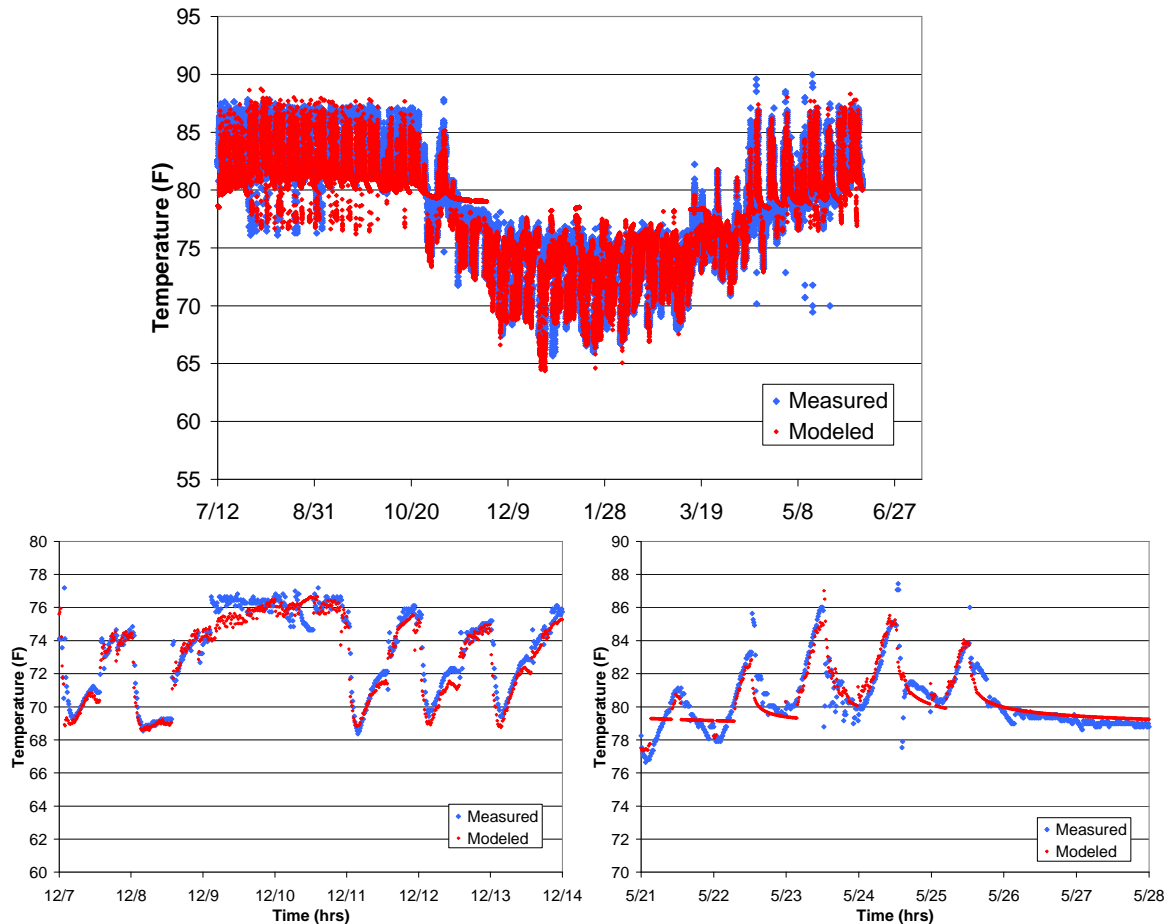 95
90
85
80
75
70
65
60
55
Temperature (F)
Measured
Modeled
7/12 8/31 10/20 12/9 1/28 3/19 5/8 6/27
80
78
76
74
72
70
68
66
64
62
60
Temperature (F)
Measured
Modeled
12/7 12/8 12/9 12/10 12/11 12/12 12/13 12/14
Time (hrs)
90
88
86
84
82
80
78
76
74
72
70
Temperature (F)
Measured
Modeled
5/21 5/22 5/23 5/24 5/25 5/26 5/27 5/28
Time (hrs)